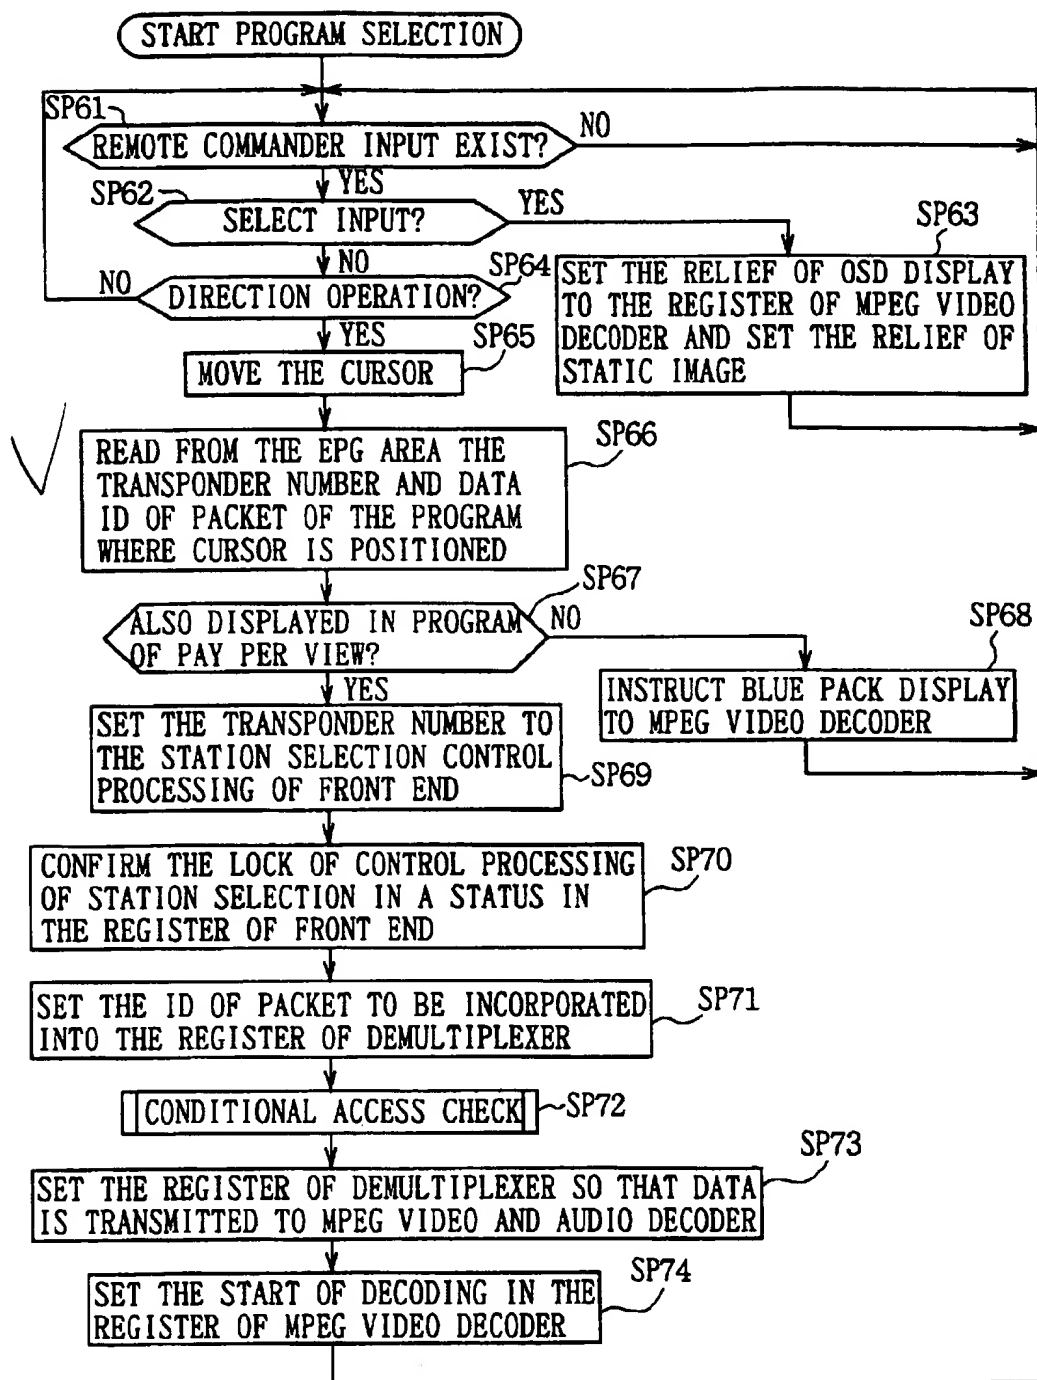 START PROGRAM SELECTION
SP61
REMOTE COMMANDER INPUT EXIST?
NO
YES
SP62
SELECT INPUT?
YES
SP63
SET THE RELIEF OF OSD DISPLAY
TO THE REGISTER OF MPEG VIDEO
DECODER AND SET THE RELIEF OF
STATIC IMAGE
NO
SP64
NO
DIRECTION OPERATION?
YES
SP65
MOVE THE CURSOR
SP66
READ FROM THE EPG AREA THE
TRANSPONDER NUMBER AND DATA
ID OF PACKET OF THE PROGRAM
WHERE CURSOR IS POSITIONED
SP67
ALSO DISPLAYED IN PROGRAM
OF PAY PER VIEW?
NO
SP68
INSTRUCT BLUE PACK DISPLAY
TO MPEG VIDEO DECODER
YES
SET THE TRANSPONDER NUMBER TO
THE STATION SELECTION CONTROL
PROCESSING OF FRONT END
SP69
CONFIRM THE LOCK OF CONTROL PROCESSING
OF STATION SELECTION IN A STATUS IN
THE REGISTER OF FRONT END
SP70
SET THE ID OF PACKET TO BE INCORPORATED
INTO THE REGISTER OF DEMULTIPLEXER
SP71
CONDITIONAL ACCESS CHECK
SP72
SP73
SET THE REGISTER OF DEMULTIPLEXER SO THAT DATA
IS TRANSMITTED TO MPEG VIDEO AND AUDIO DECODER
SP74
SET THE START OF DECODING IN THE
REGISTER OF MPEG VIDEO DECODER